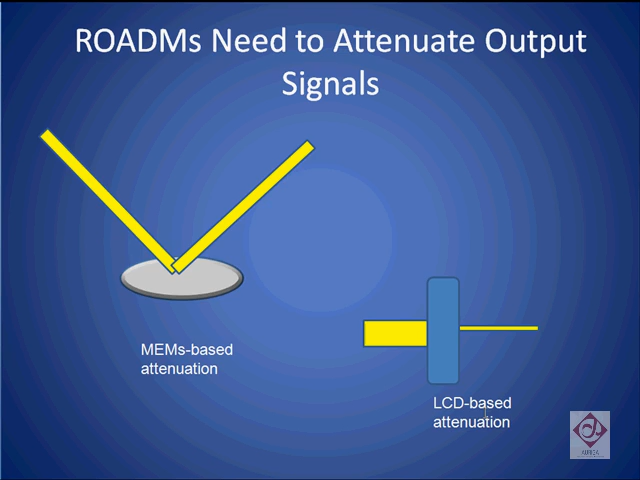 ROADMs Need to Attenuate Output
Signals
MEMs-based
attenuation
LCD-based
attenuation